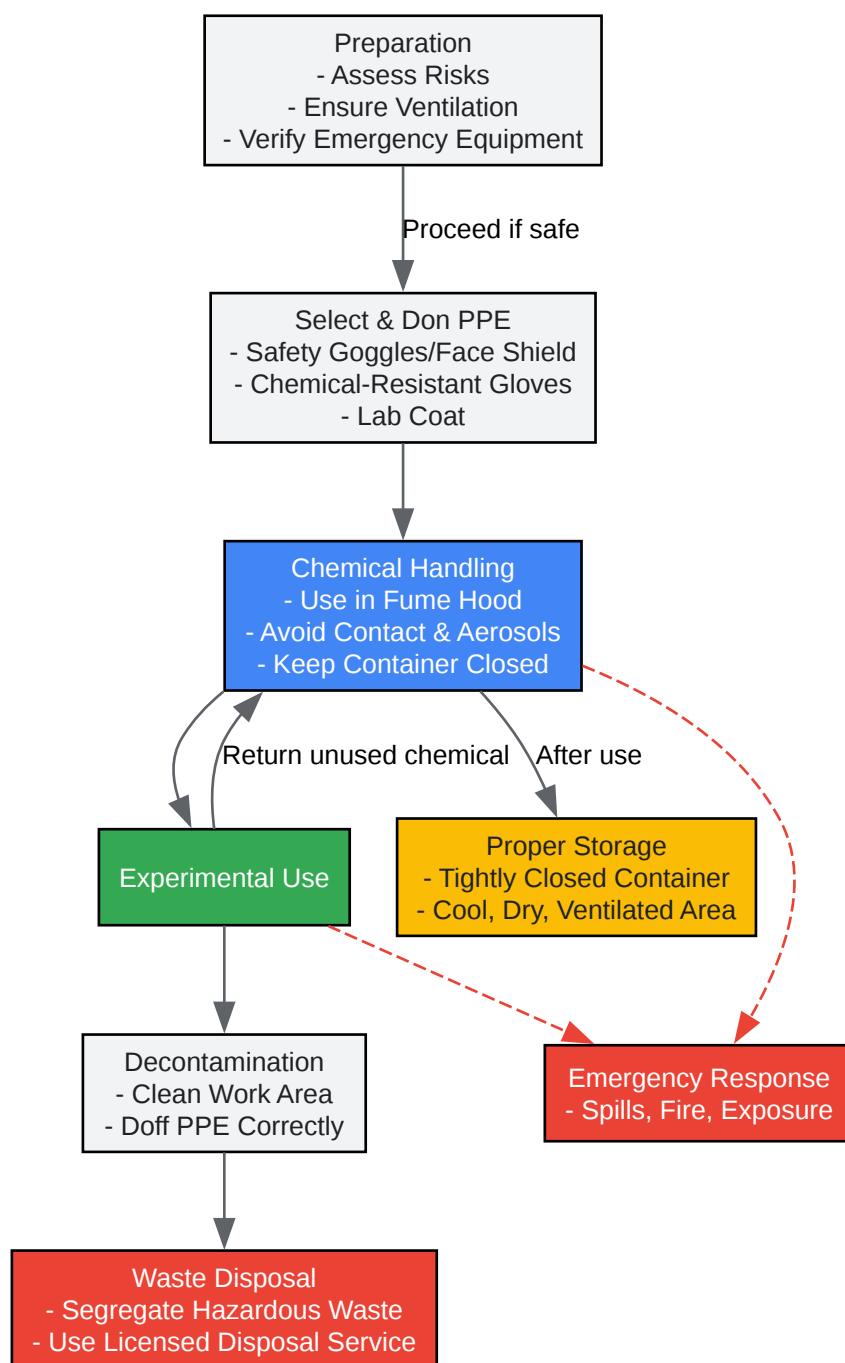 Preparation
- Assess Risks
- Ensure Ventilation
- Verify Emergency Equipment
Proceed if safe
Select & Don PPE
- Safety Goggles/Face Shield
- Chemical-Resistant Gloves
- Lab Coat
Chemical Handling
- Use in Fume Hood
- Avoid Contact & Aerosols
- Keep Container Closed
Return unused chemical
After use
Experimental Use
Proper Storage
- Tightly Closed Container
- Cool, Dry, Ventilated Area
Decontamination
- Clean Work Area
- Doff PPE Correctly
Emergency Response
- Spills, Fire, Exposure
Waste Disposal
- Segregate Hazardous Waste
- Use Licensed Disposal Service